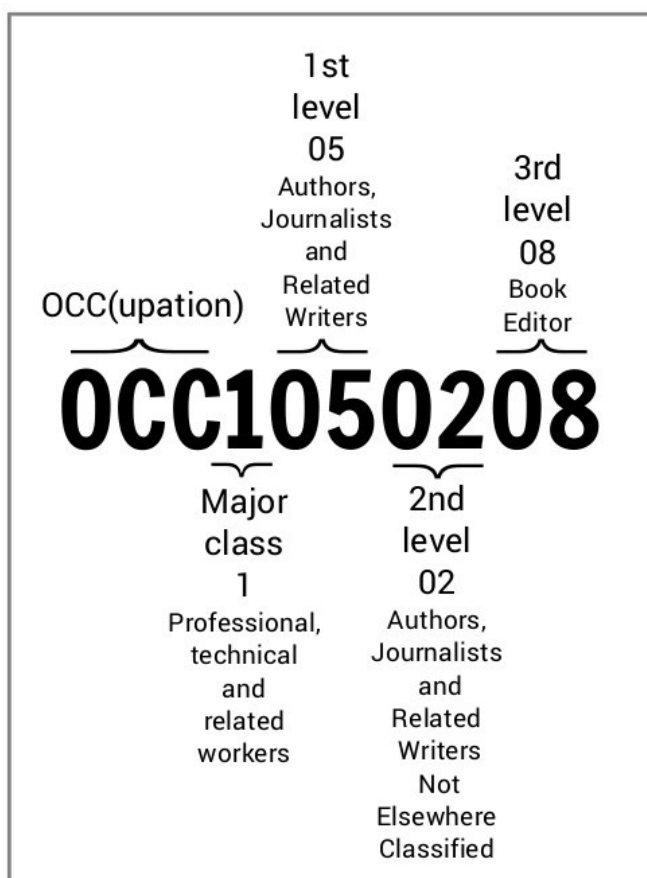 1st
level
05
Authors,
Journalists
and
Related
Writers
3rd
level
08
Book
Editor
OCC(upation)
OCC1050208
Major
class
1
Professional,
technical
and
related
workers
2nd
level
02
Authors,
Journalists
and
Related
Writers
Not
Elsewhere
Classified